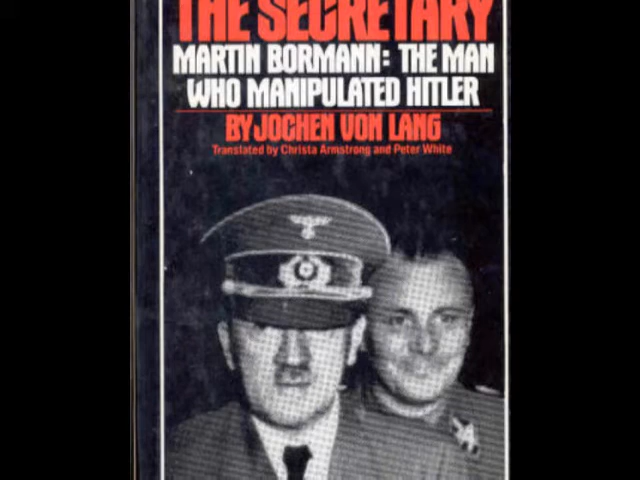 THE SECRETARY
MARTIN BORMANN: THE MAN
WHO MANIPULATED HITLER
BY JOCHEN VON LANG
Translated by Christa Armstrong and Peter White